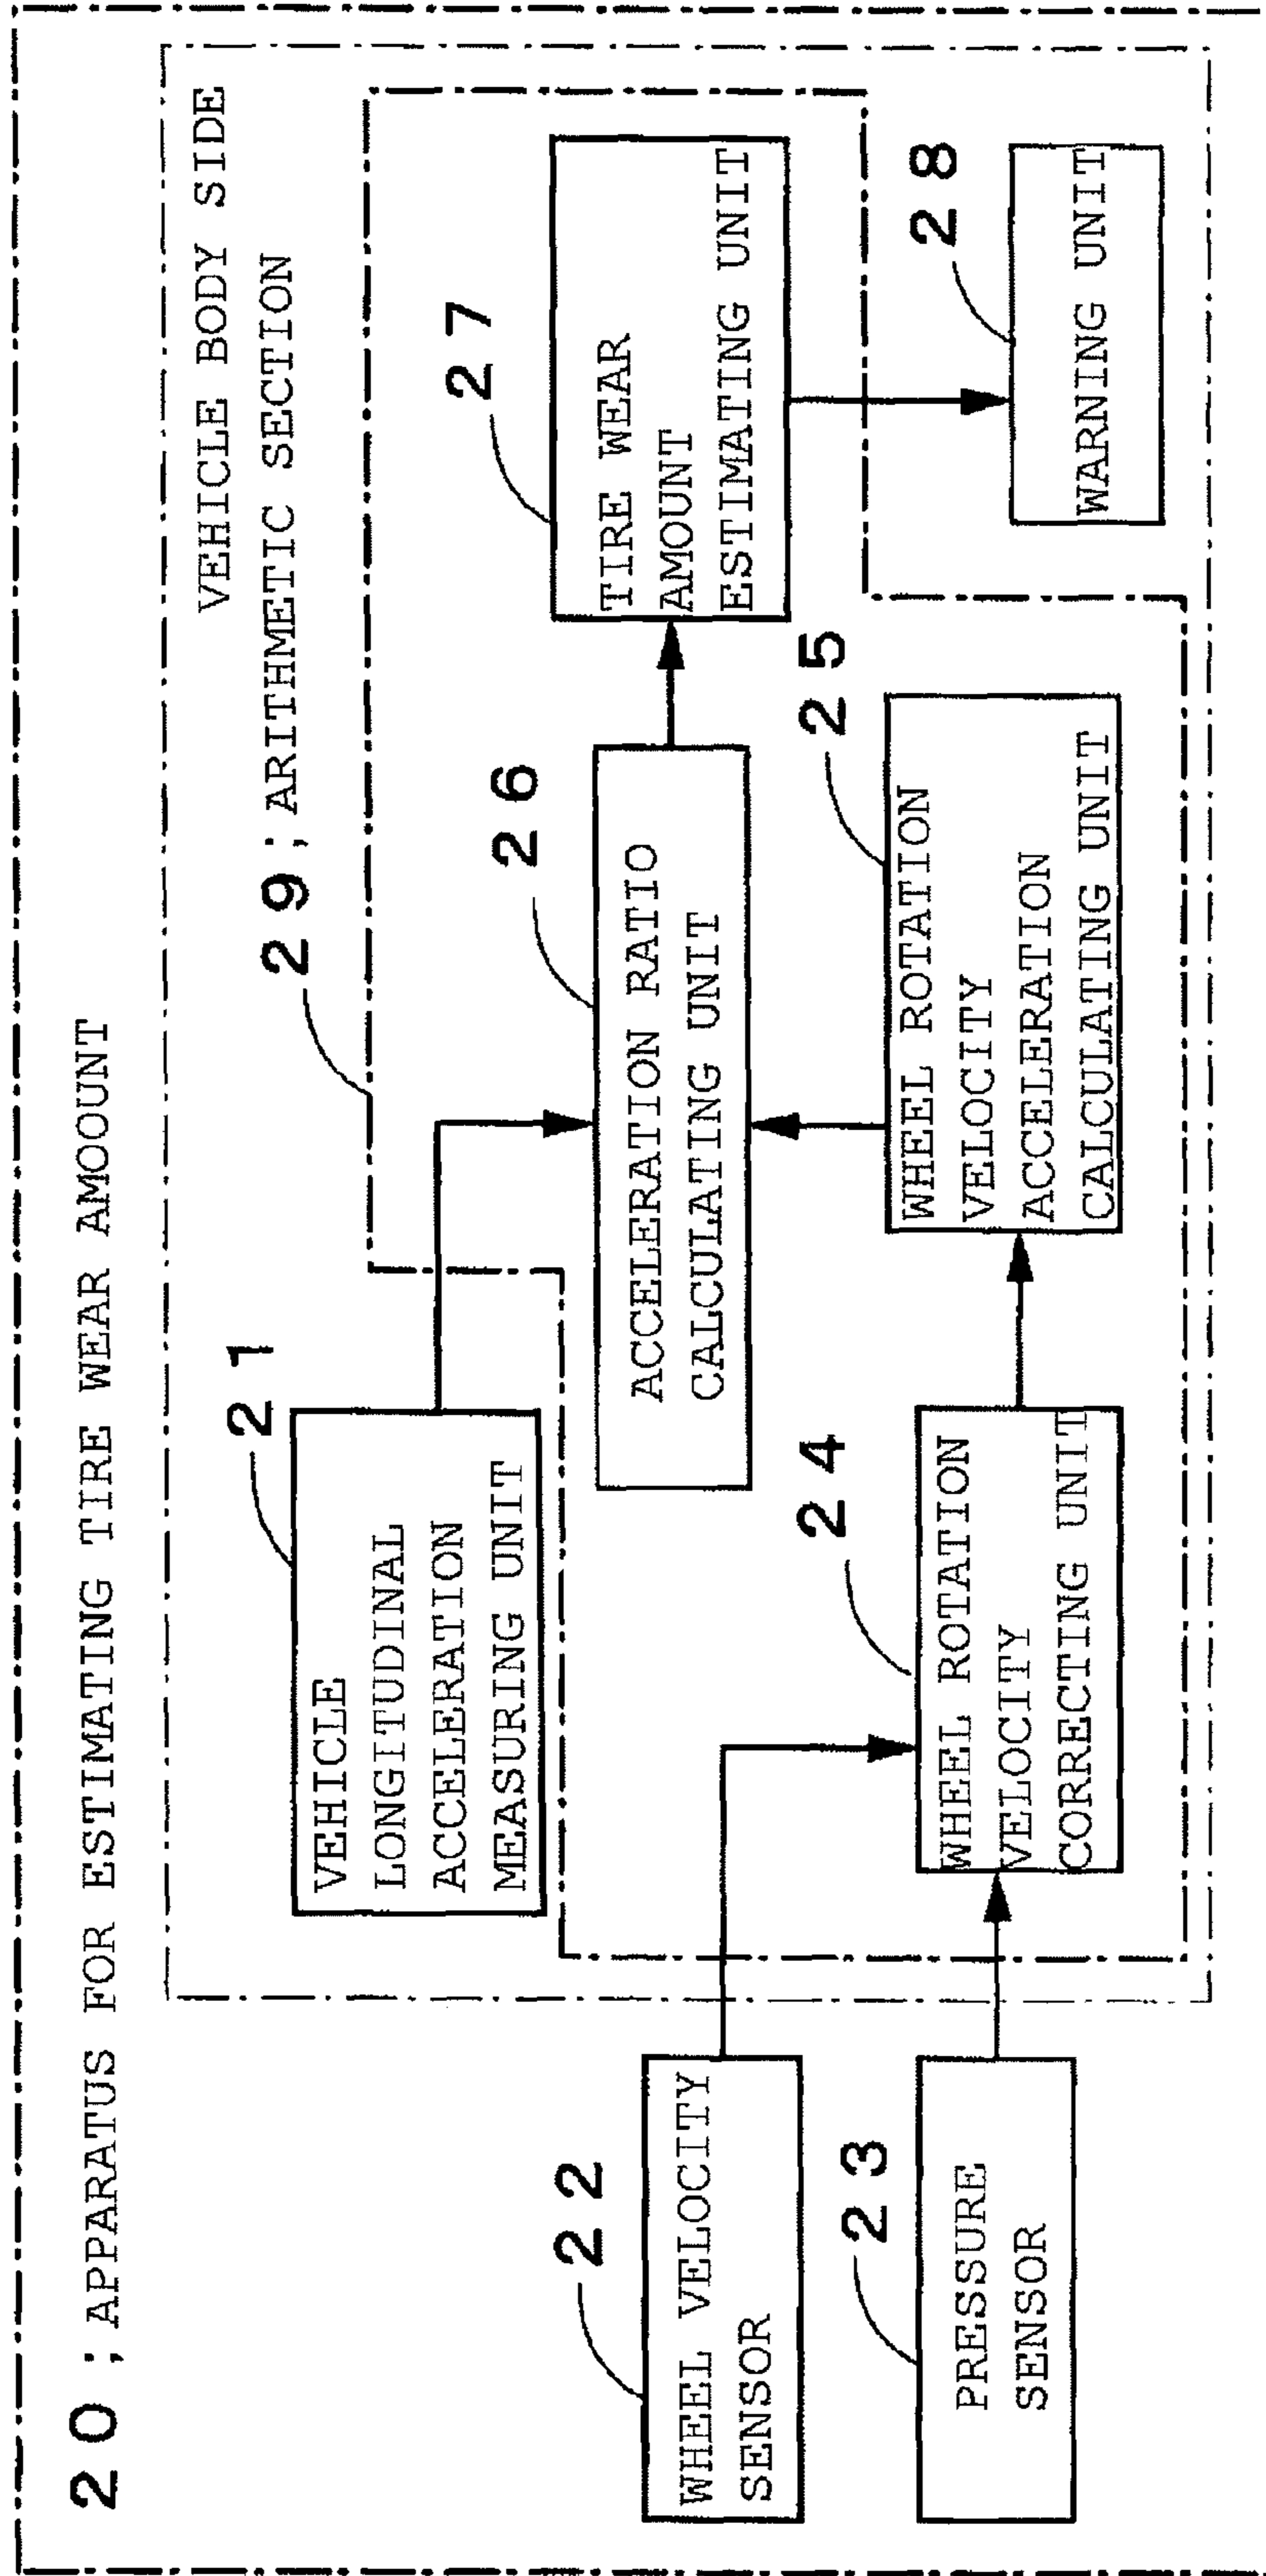 20 ; APPARATUS FOR ESTIMATING TIRE WEAR AMOOUNT
VEHICLE BODY SIDE
29 ; ARITHMETIC SECTION
21
VEHICLE
LONGITUDINAL
ACCELERATION
MEASURING UNIT
26
ACCELERATION RATIO
CALCULATING UNIT
27
TIRE WEAR
AMOUNT
ESTIMATING UNIT
22
WHEEL VELOCITY
SENSOR
23
PRESSURE
SENSOR
24
WHEEL ROTATION
VELOCITY
CORRECTING UNIT
25
WHEEL ROTATION
VELOCITY
ACCELERATION
CALCULATING UNIT
28
WARNING UNIT